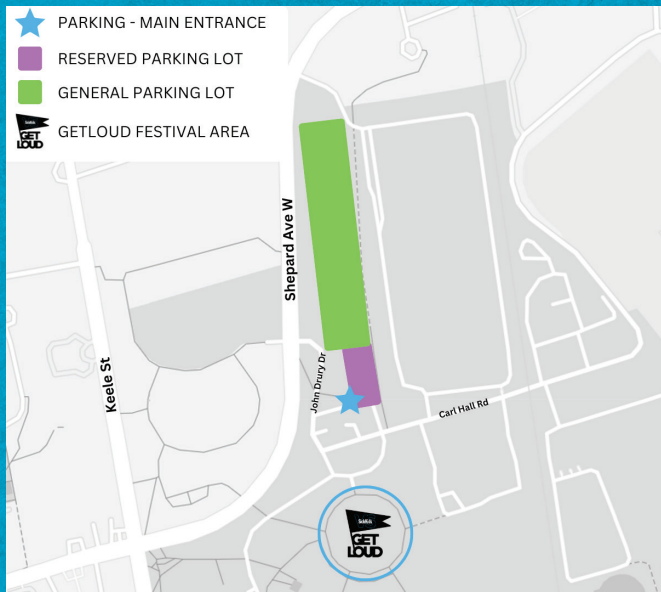 PARKING - MAIN ENTRANCE
RESERVED PARKING LOT
GENERAL PARKING LOT
GET
LOUD
GETLOUD FESTIVAL AREA
Shepard Ave W
Keele St
John Drury Dr
Carl Hall Rd
SickKids
GET
LOUD